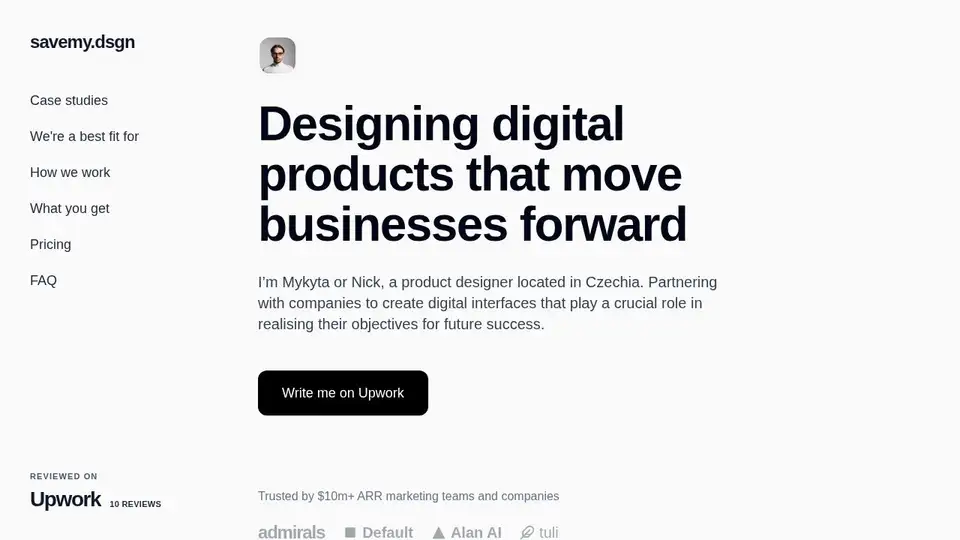 savemy.dsgn
Case studies
We're a best fit for
How we work
What you get
Pricing
FAQ
REVIEWED ON
Upwork 10 REVIEWS
Designing digital
products that move
businesses forward
I’m Mykyta or Nick, a product designer located in Czechia. Partnering
with companies to create digital interfaces that play a crucial role in
realising their objectives for future success.
Write me on Upwork
Trusted by $10m+ ARR marketing teams and companies
admirals Default Alan AI tuli